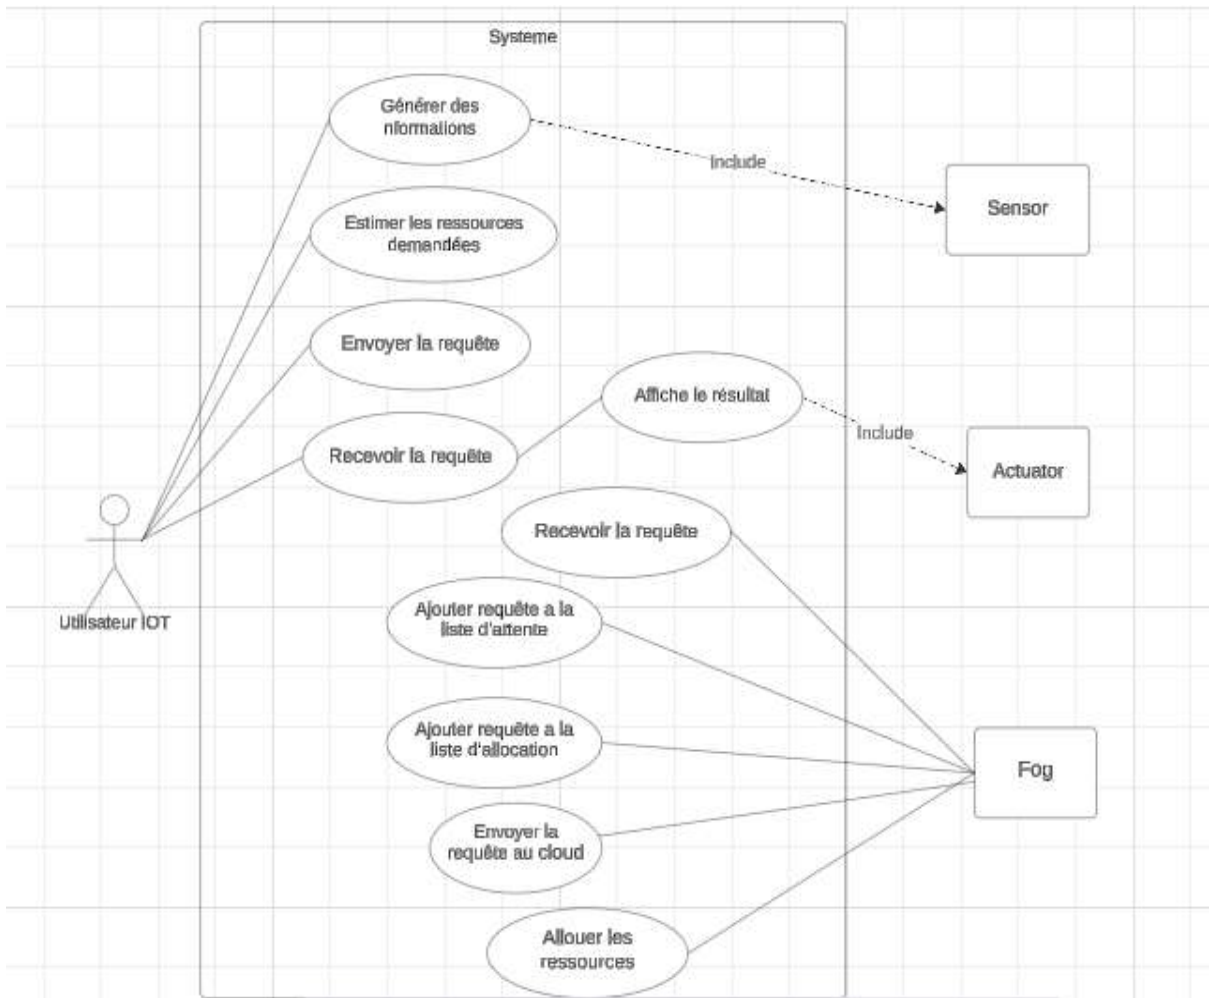 Systeme
Générer des
nformations
Include
Sensor
Estimer les ressources
demandées
Envoyer la requête
Affiche le résultat
Include
Recevoir la requête
Actuator
Recevoir la requête
Utilisateur IOT
Ajouter requête a la
liste d'attente
Ajouter requête a la
liste d'allocation
Fog
Envoyer la
requête au cloud
Allouer les
ressources